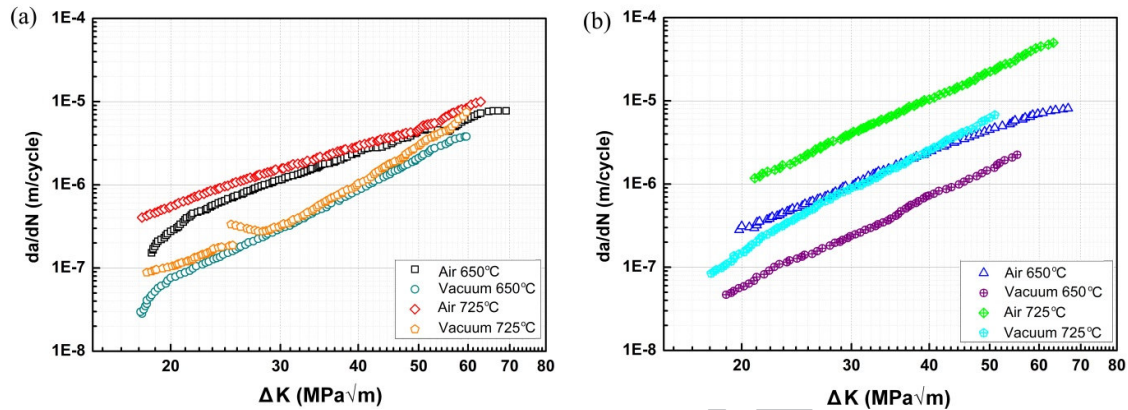 (a)
1E-4
1E-5
1E-6
1E-7
1E-8
da/dN (m/cycle)
20 30 40 50 60 70 80
ΔK (MPa√m)
Air 650°C
Vacuum 650°C
Air 725°C
Vacuum 725°C
(b)
1E-4
1E-5
1E-6
1E-7
1E-8
da/dN (m/cycle)
20 30 40 50 60 70 80
ΔK (MPa√m)
Air 650°C
Vacuum 650°C
Air 725°C
Vacuum 725°C